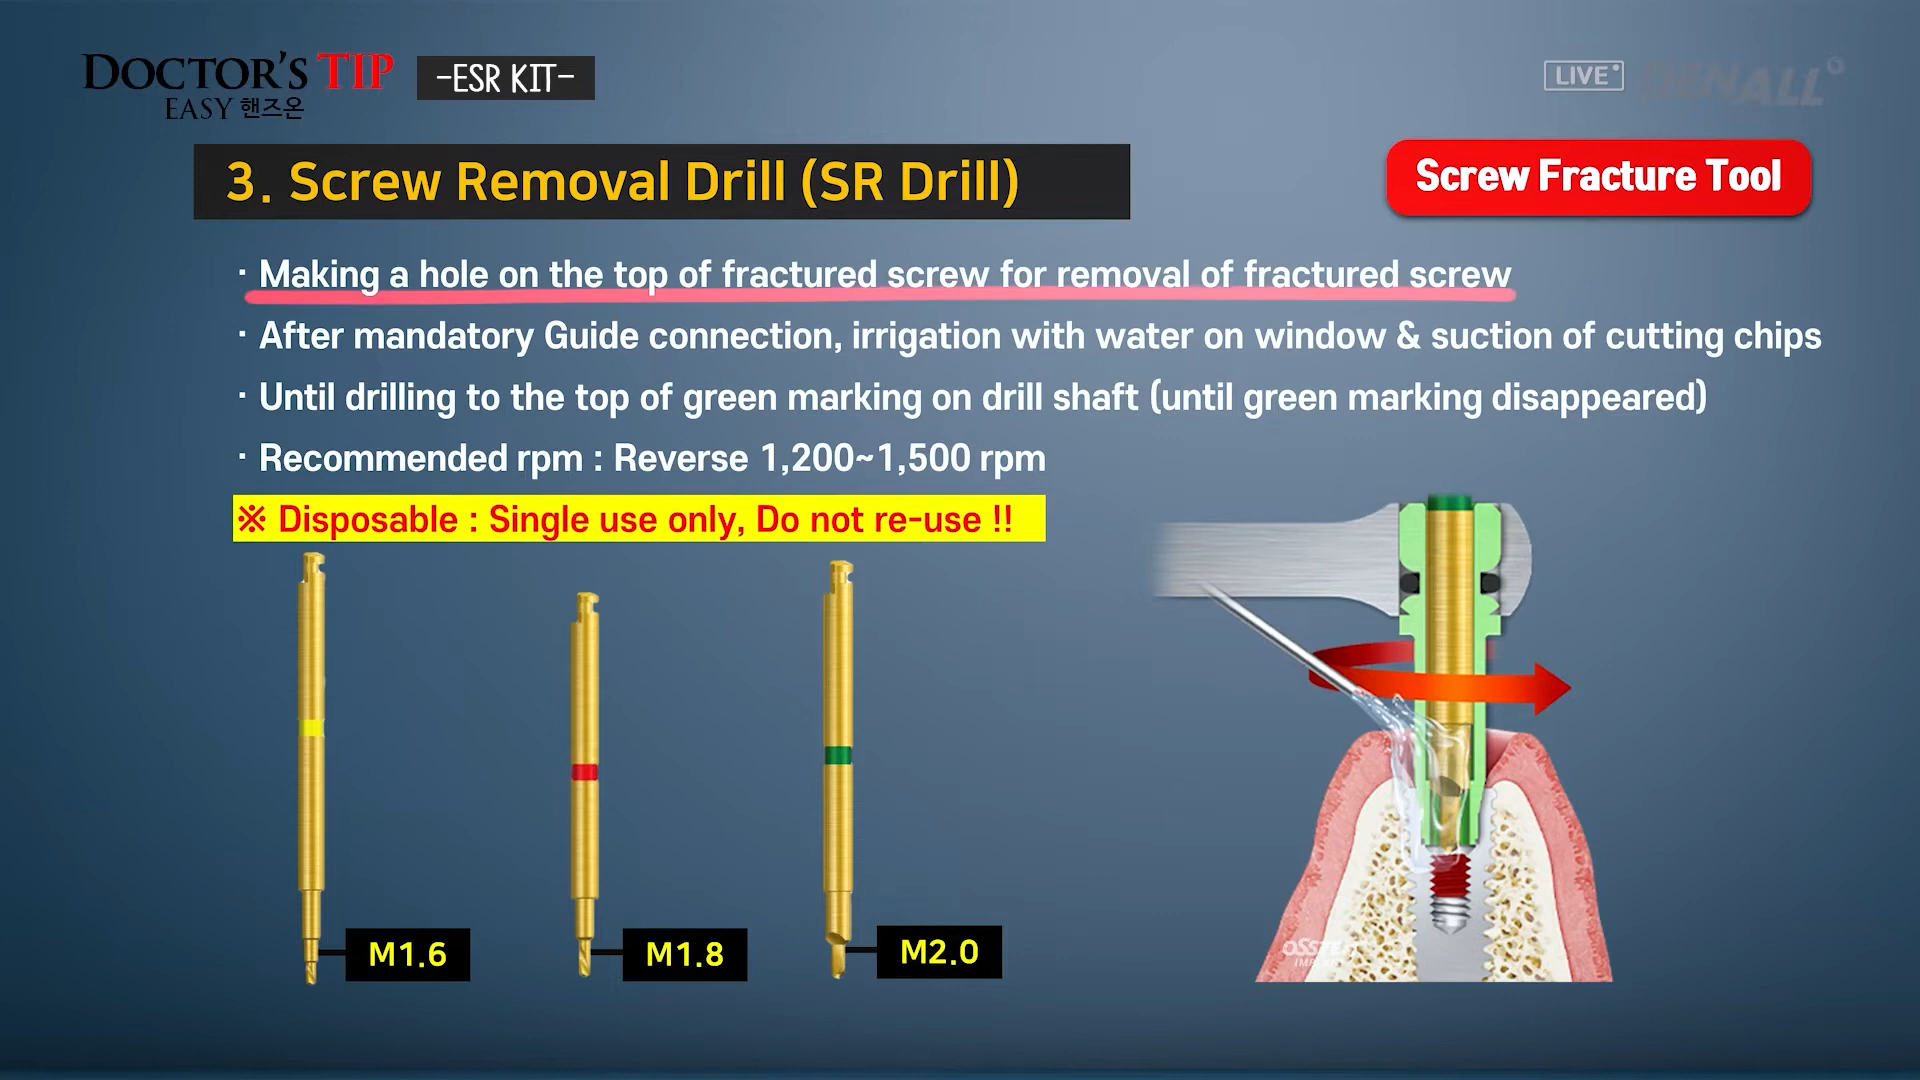 DOCTOR'S TIP
EASY 핸즈온
-ESR KIT-
LIVE
DENALL
3. Screw Removal Drill (SR Drill)
Screw Fracture Tool
· Making a hole on the top of fractured screw for removal of fractured screw
· After mandatory Guide connection, irrigation with water on window & suction of cutting chips
· Until drilling to the top of green marking on drill shaft (until green marking disappeared)
· Recommended rpm : Reverse 1,200~1,500 rpm
※ Disposable : Single use only, Do not re-use !!
M1.6
M1.8
M2.0